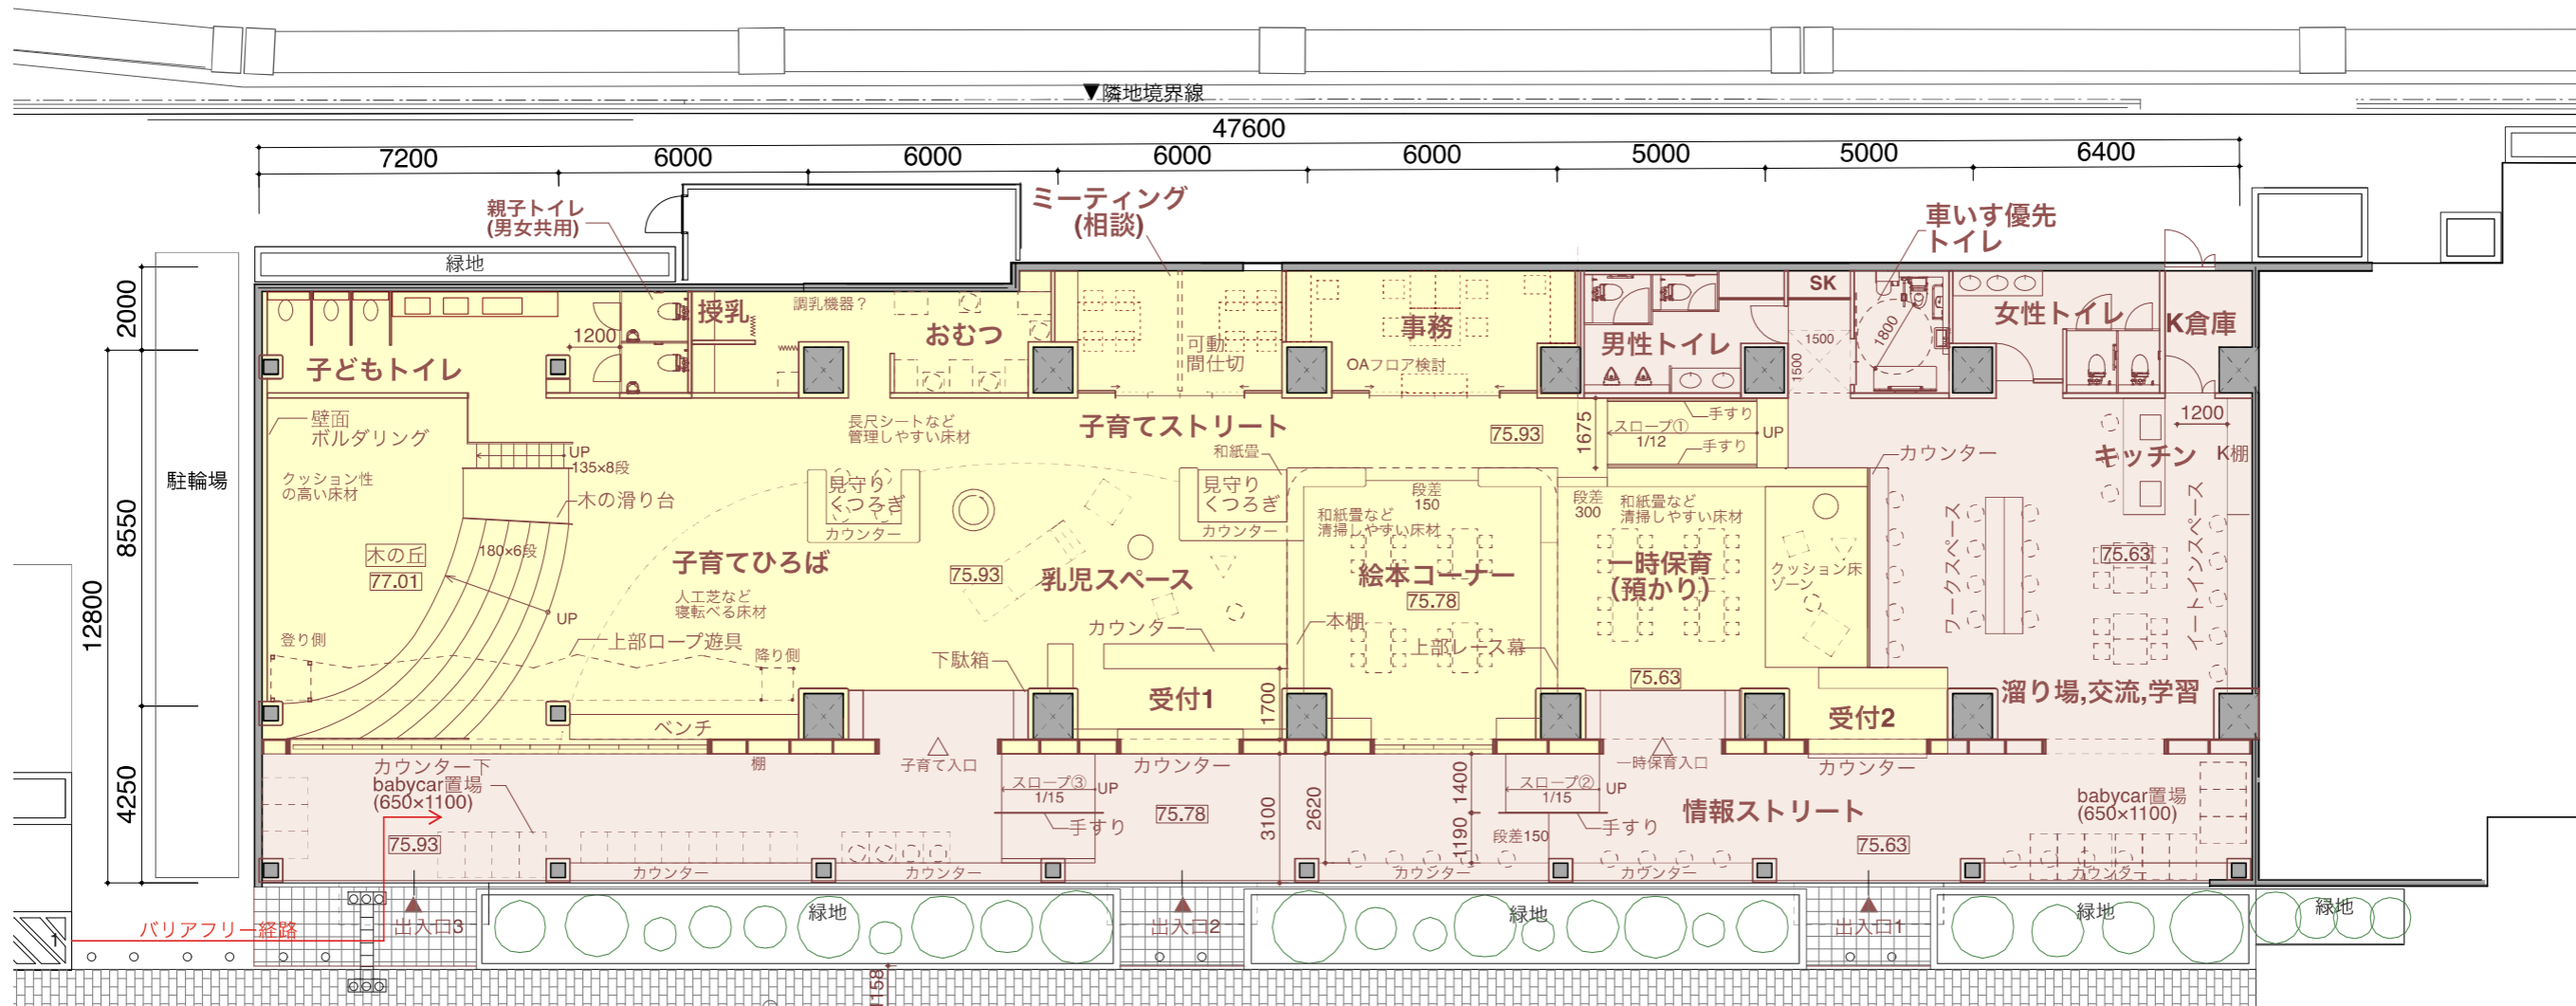 ▼隣地境界線
47600
7200
6000
6000
6000
6000
5000
5000
6400
親子トイレ
(男女共用)
ミーティング
(相談)
車いす優先
トイレ
緑地
2000
8550
12800
4250
駐輪場
1200
授乳
調乳機器？
おむつ
可動
間仕切
事務
OAフロア検討
男性トイレ
SK
1500
1500
1800
女性トイレ
K倉庫
子どもトイレ
壁面
ボルダリング
クッション性
の高い床材
UP
135×8段
木の滑り台
長尺シートなど
管理しやすい床材
子育てストリート
和紙畳
75.93
1675
スロープ①
1/12
手すり
手すり
UP
カウンター
キッチン
1200
K棚
見守り
くつろぎ
カウンター
見守り
くつろぎ
カウンター
段差
150
和紙畳など
清掃しやすい床材
段差
300
和紙畳など
清掃しやすい床材
木の丘
77.01
180×6段
UP
子育てひろば
人工芝など
寝転べる床材
75.93
乳児スペース
絵本コーナー
75.78
一時保育
(預かり)
クッション床
ゾーン
ワークスペース
75.63
イートインスペース
登り側
上部ロープ遊具
降り側
カウンター
本棚
上部レース幕
下駄箱
75.63
溜り場,交流,学習
ベンチ
受付1
1700
受付2
カウンター下
babycar置場
(650×1100)
棚
子育て入口
カウンター
一時保育入口
カウンター
スロープ③
1/15
UP
手すり
75.78
3100
2620
1400
1190
スロープ②
1/15
UP
手すり
段差150
情報ストリート
babycar置場
(650×1100)
75.93
75.63
カウンター
カウンター
カウンター
カウンター
カウンター
バリアフリー経路
1
出入口3
緑地
出入口2
緑地
出入口1
緑地
緑地